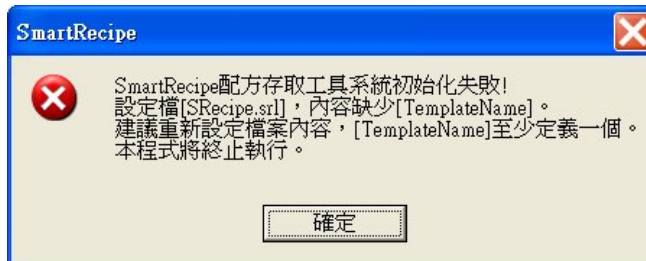 SmartRecipe
SmartRecipe配方存取工具系統初始化失敗!
設定檔[SRecipe.srl]，內容缺少[TemplateName]。
建議重新設定檔案內容，[TemplateName]至少定義一個。
本程式將終止執行。
確定